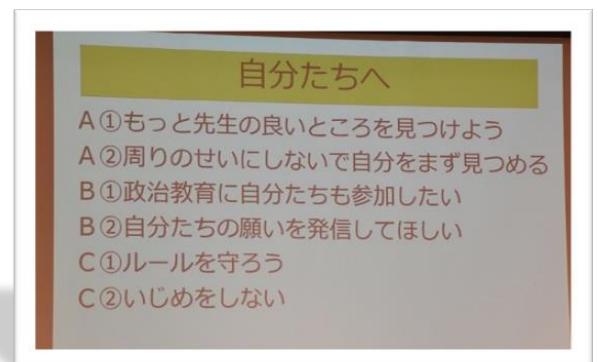 自分たちへ
A①もっと先生の良いところを見つけよう
A②周りのせいにしないで自分をまず見つめる
B①政治教育に自分たちも参加したい
B②自分たちの願いを発信してほしい
C①ルールを守ろう
C②いじめをしない